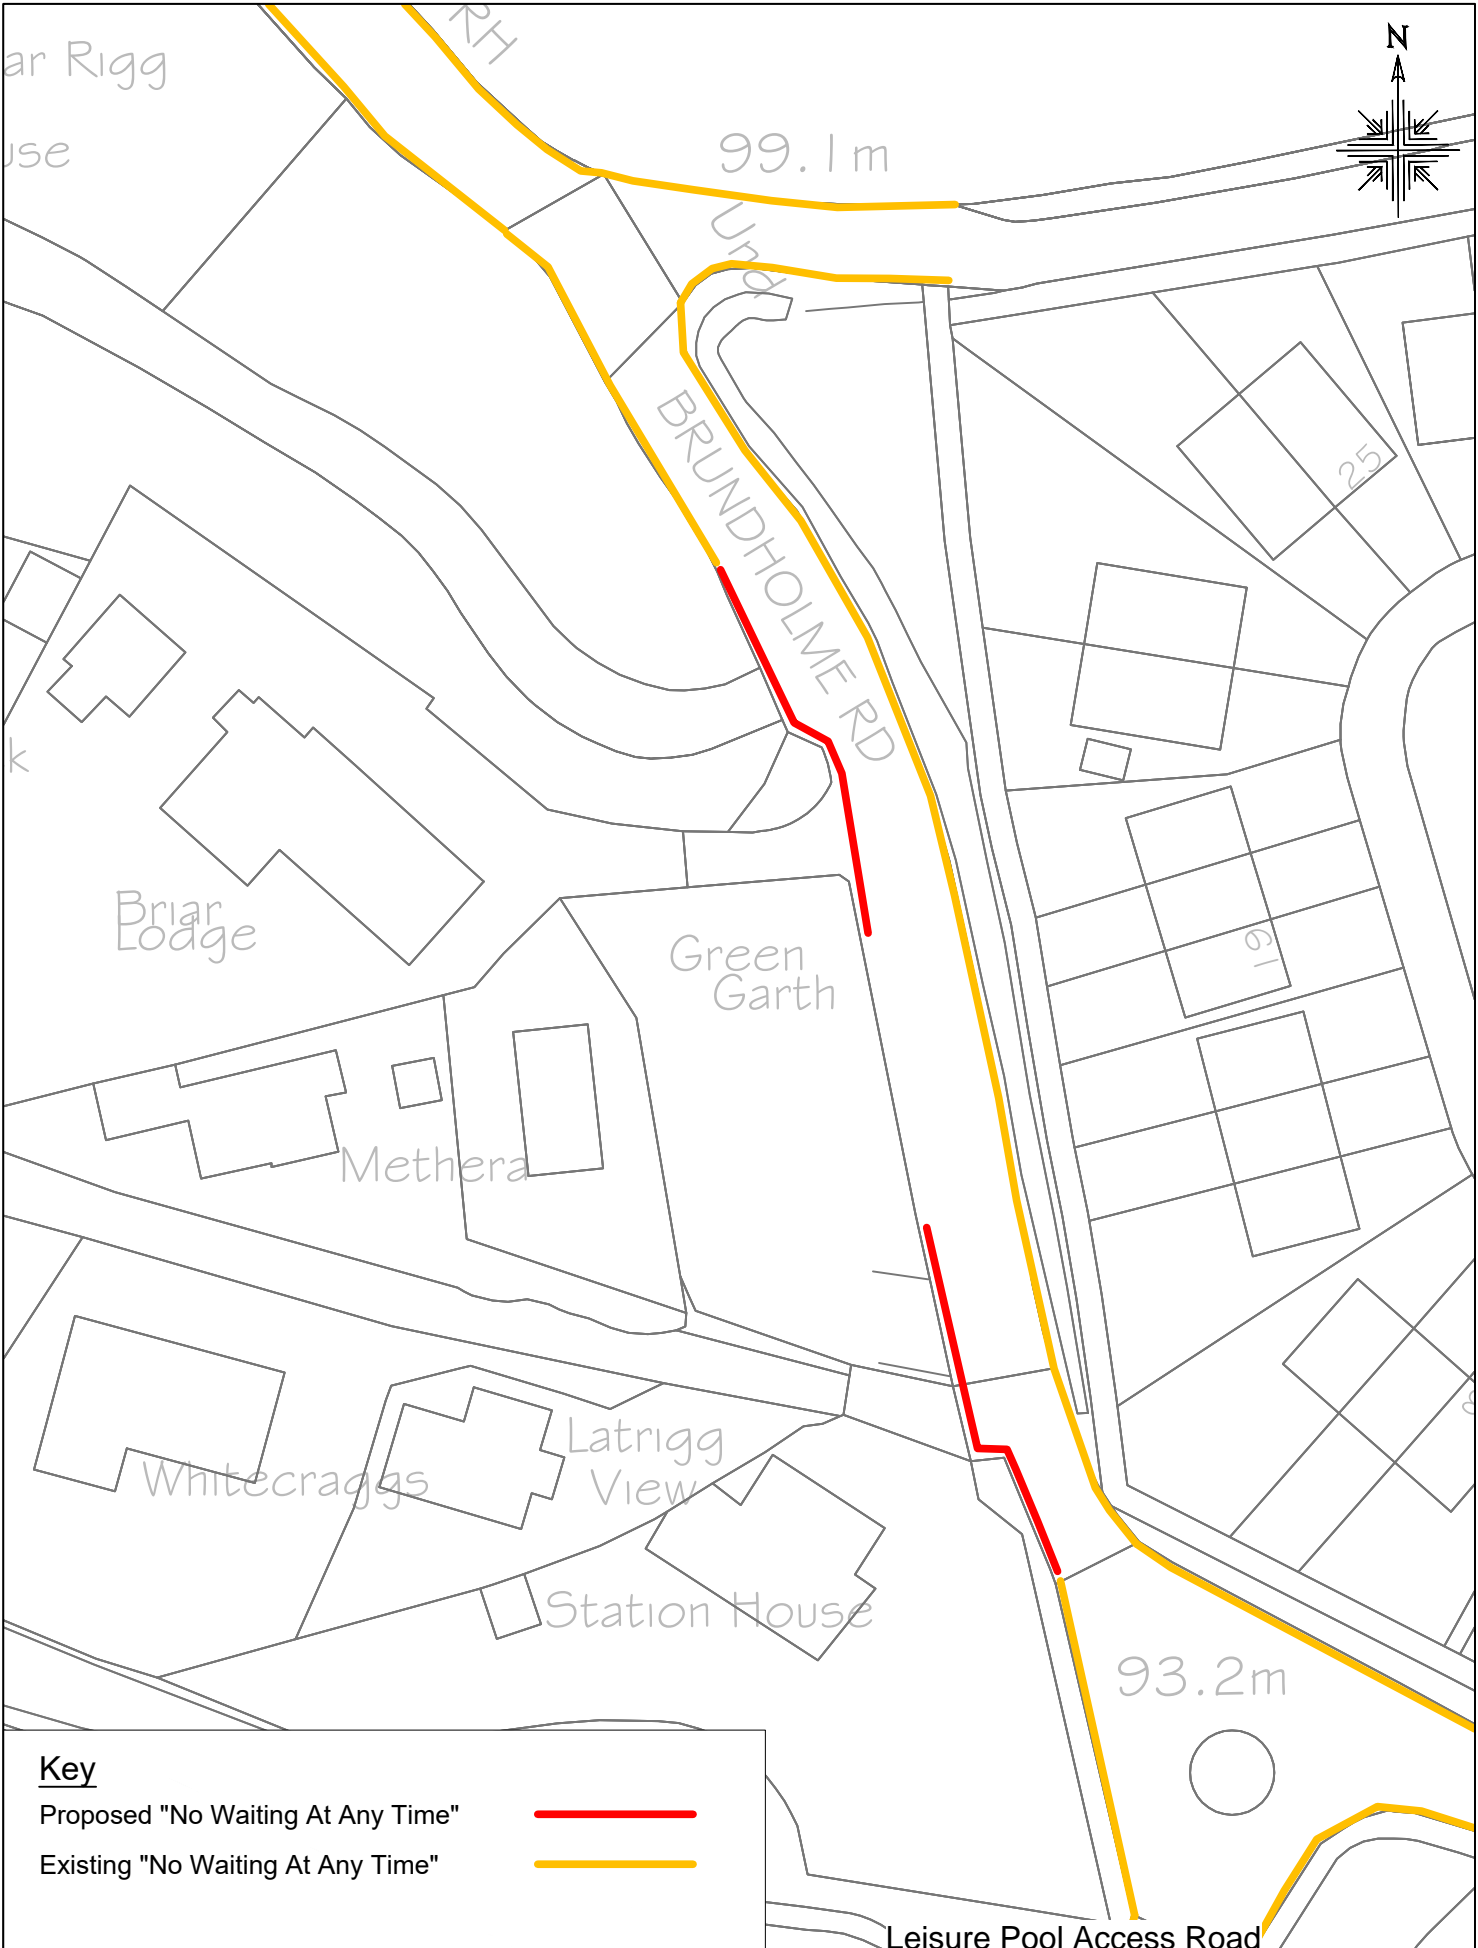 RH
N
ar Rigg
use
99.1m
Und
BRUNDHOLME RD
25
k
Briar
Lodge
Green
Garth
19
Methera
Latrigg
View
Whitecraggs
Station House
93.2m
Key
Proposed "No Waiting At Any Time"
Existing "No Waiting At Any Time"
Leisure Pool Access Road